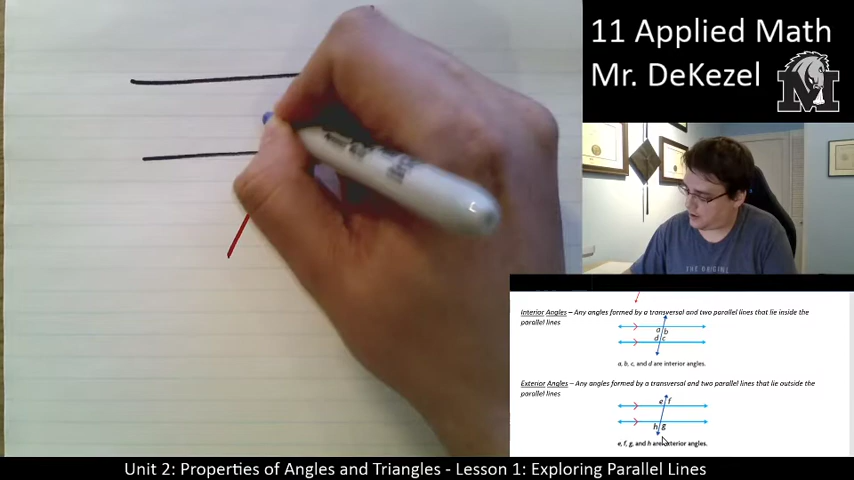 11 Applied Math
Mr. DeKezel
M
THE ORIGINAL
Interior Angles – Any angles formed by a transversal and two parallel lines that lie inside the
parallel lines
a b
d c
a, b, c, and d are interior angles.
Exterior Angles – Any angles formed by a transversal and two parallel lines that lie outside the
parallel lines
e f
h g
e, f, g, and h are exterior angles.
Unit 2: Properties of Angles and Triangles - Lesson 1: Exploring Parallel Lines